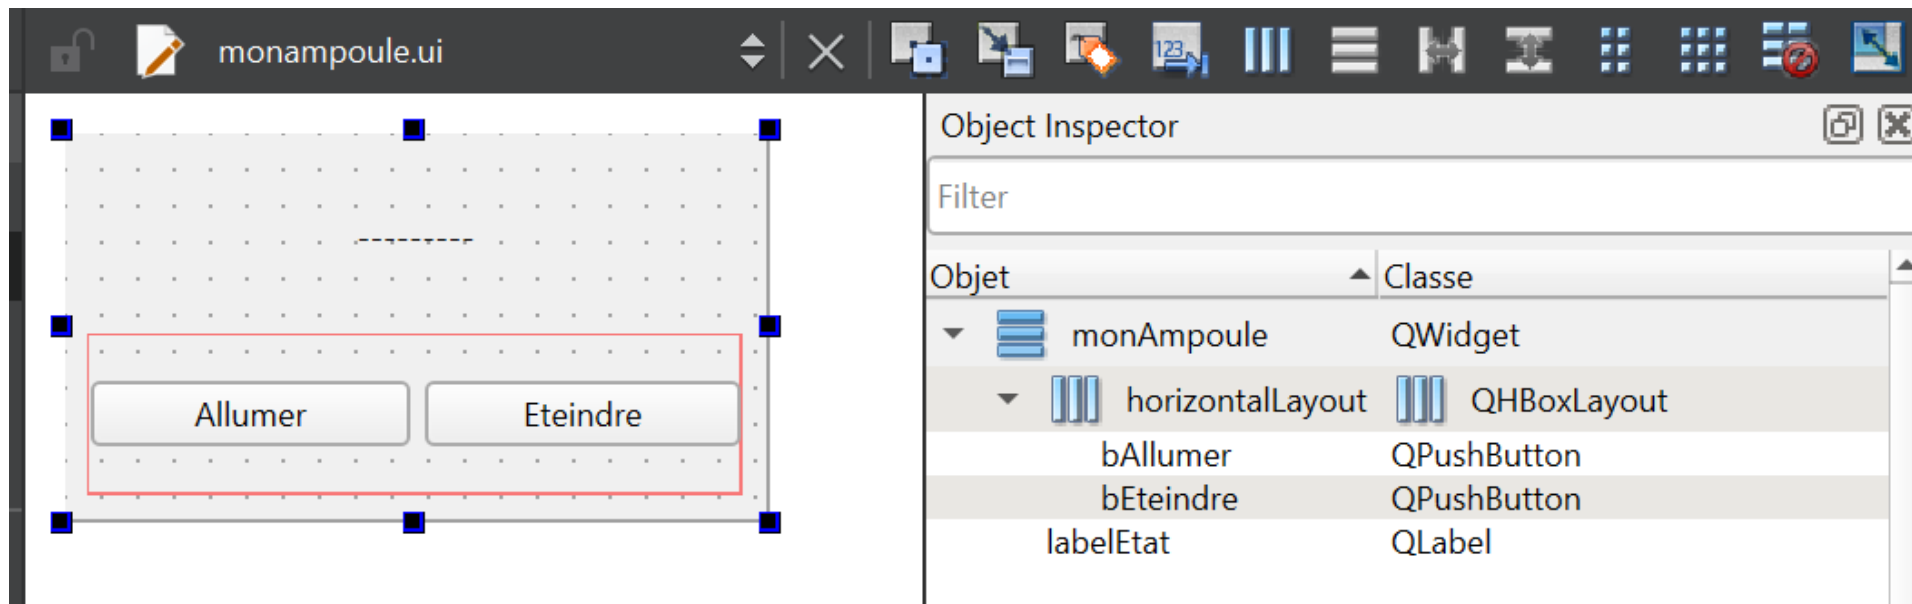 monampoule.ui
123
Object Inspector
Filter
Objet Classe
monAmpoule QWidget
horizontalLayout QHBoxLayout
bAllumer QPushButton
bEteindre QPushButton
labelEtat QLabel
---------
Allumer Eteindre